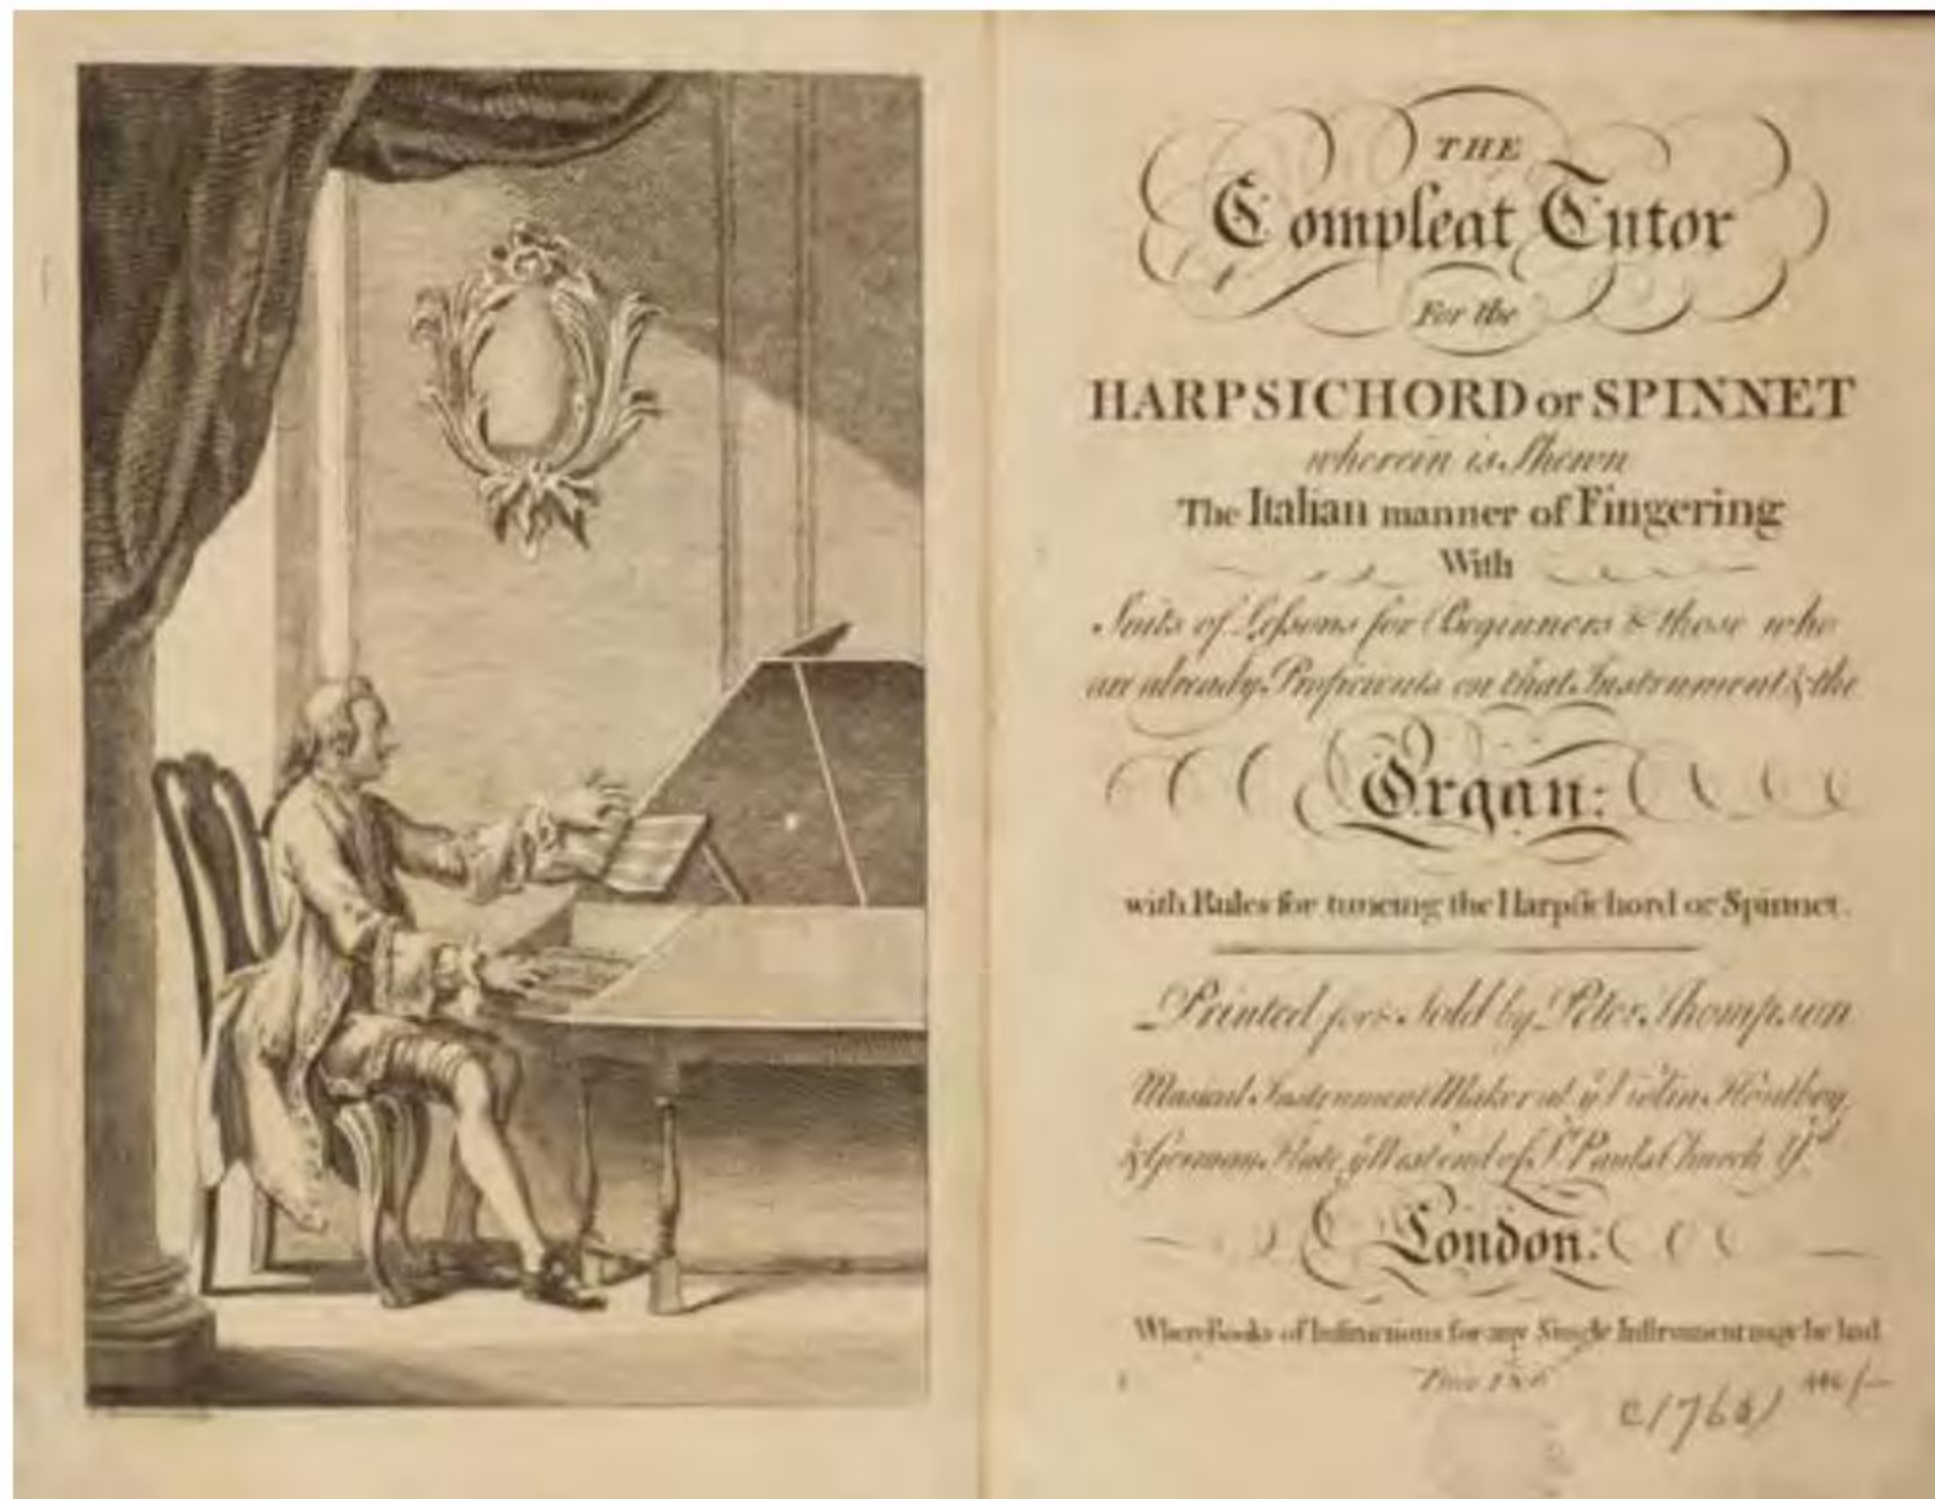 THE
Compleat Tutor
For the
HARPSICHORD or SPINNET
wherein is Shewn
The Italian manner of Fingering
With
Suits of Lessons for Beginners & those who
are already Proficients on that Instrument & the
Organ:
with Rules for tuneing the Harpsichord or Spinnet.
Printed for & Sold by Peter Thompson
Musical Instrument Maker at ye Violin Hautboy
& German Flute ye West end of St. Pauls Church Yd.
London.
Where Books of Instructions for any Single Instrument may be had
Price